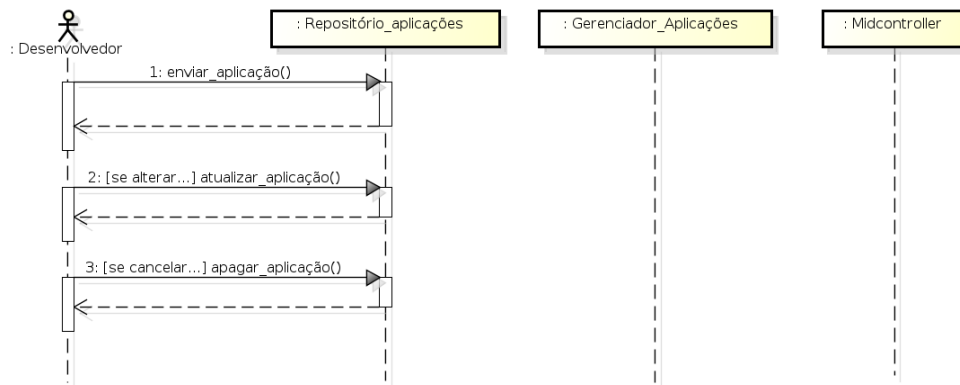 : Desenvolvedor
: Repositório_aplicações
: Gerenciador_Aplicações
: Midcontroller
1: enviar_aplicação()
2: [se alterar...] atualizar_aplicação()
3: [se cancelar...] apagar_aplicação()